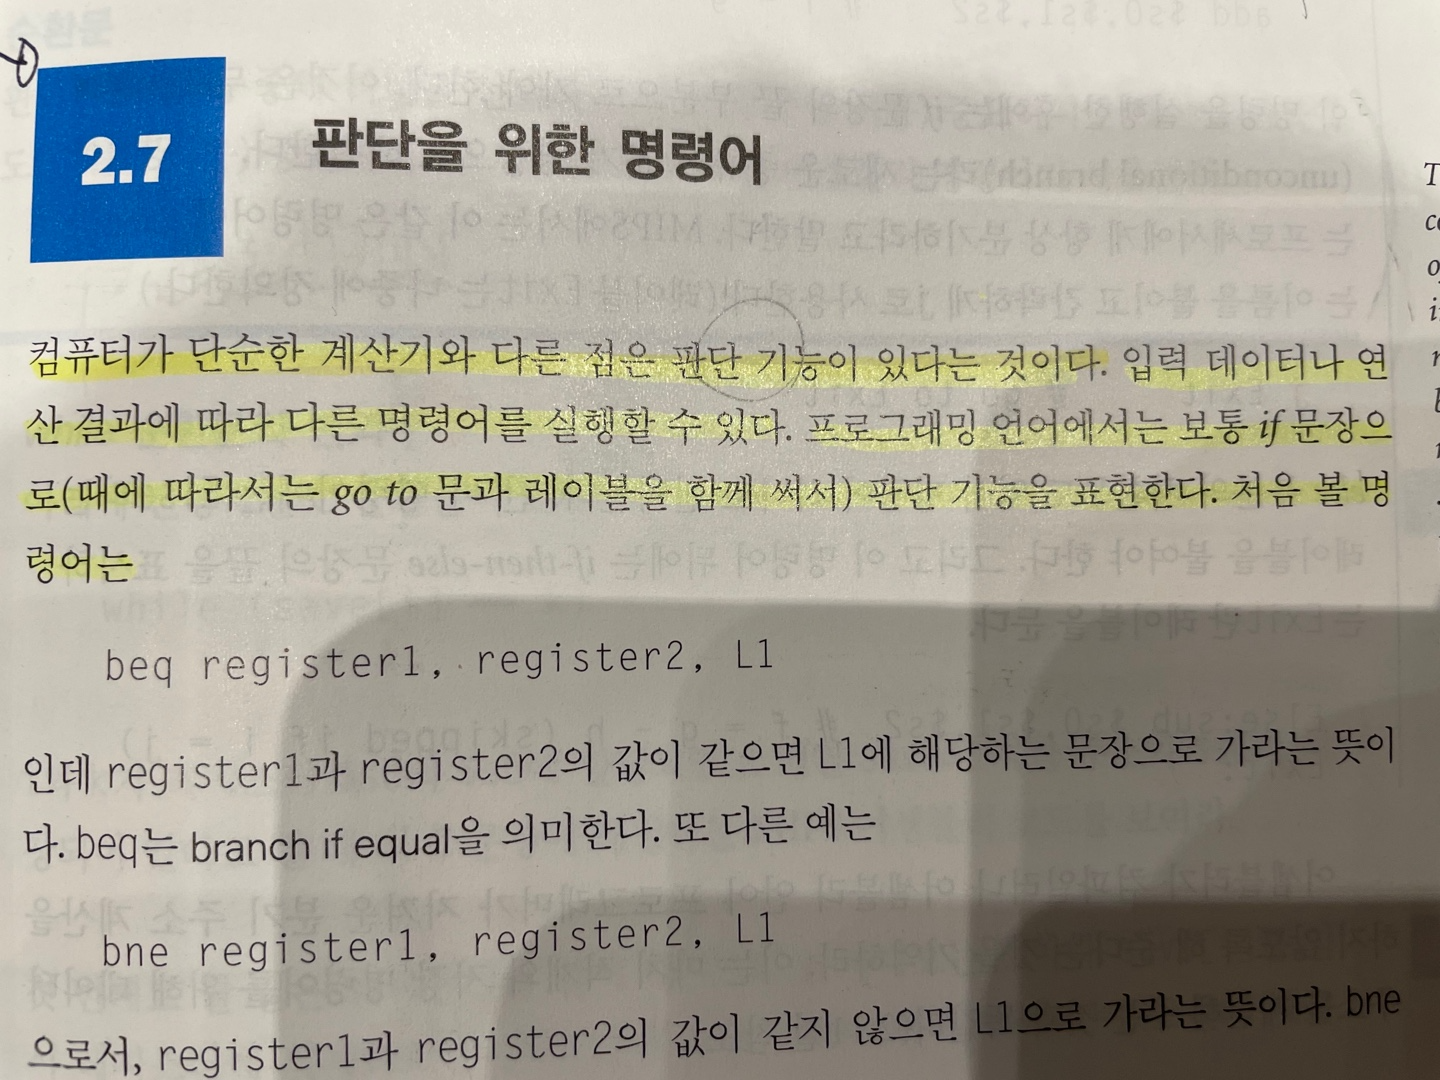 2.7 판단을 위한 명령어
컴퓨터가 단순한 계산기와 다른 점은 판단 기능이 있다는 것이다. 입력 데이터나 연
산 결과에 따라 다른 명령어를 실행할 수 있다. 프로그래밍 언어에서는 보통 if 문장으
로(때에 따라서는 go to 문과 레이블을 함께 써서) 판단 기능을 표현한다. 처음 볼 명
령어는
beq register1, register2, L1
인데 register1과 register2의 값이 같으면 L1에 해당하는 문장으로 가라는 뜻이
다. beq는 branch if equal을 의미한다. 또 다른 예는
bne register1, register2, L1
으로서, register1과 register2의 값이 같지 않으면 L1으로 가라는 뜻이다. bne